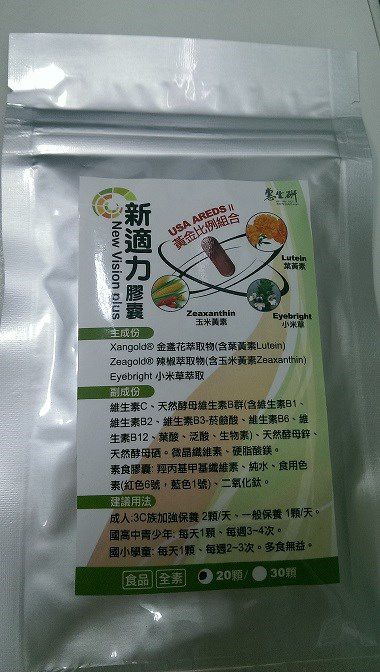 惠生研
新適力膠囊
New Vision plus
USA AREDS II
黃金比例組合
Lutein
葉黃素
Zeaxanthin
玉米黃素
Eyebright
小米草
主成份
Xangold® 金盞花萃取物(含葉黃素Lutein)
Zeagold® 辣椒萃取物(含玉米黃素Zeaxanthin)
Eyebright 小米草萃取
副成份
維生素C、天然酵母維生素B群(含維生素B1、
維生素B2、維生素B3-菸鹼酸、維生素B6、維
生素B12、葉酸、泛酸、生物素)、天然酵母鋅、
天然酵母硒。微晶纖維素、硬脂酸鎂。
素食膠囊: 羥丙基甲基纖維素、純水、食用色
素(紅色6號，藍色1號)、二氧化鈦。
建議用法
成人:3C族加強保養 2顆/天、一般保養 1顆/天。
國高中青少年: 每天1顆、每週3~4次。
國小學童: 每天1顆、每週2~3次。多食無益。
食品 全素 20顆/ 30顆